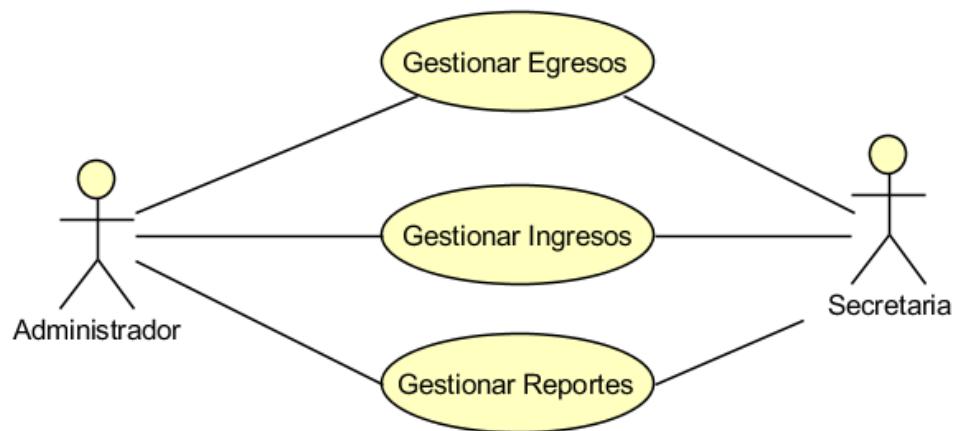 Gestionar Egresos
Gestionar Ingresos
Secretaria
Administrador
Gestionar Reportes